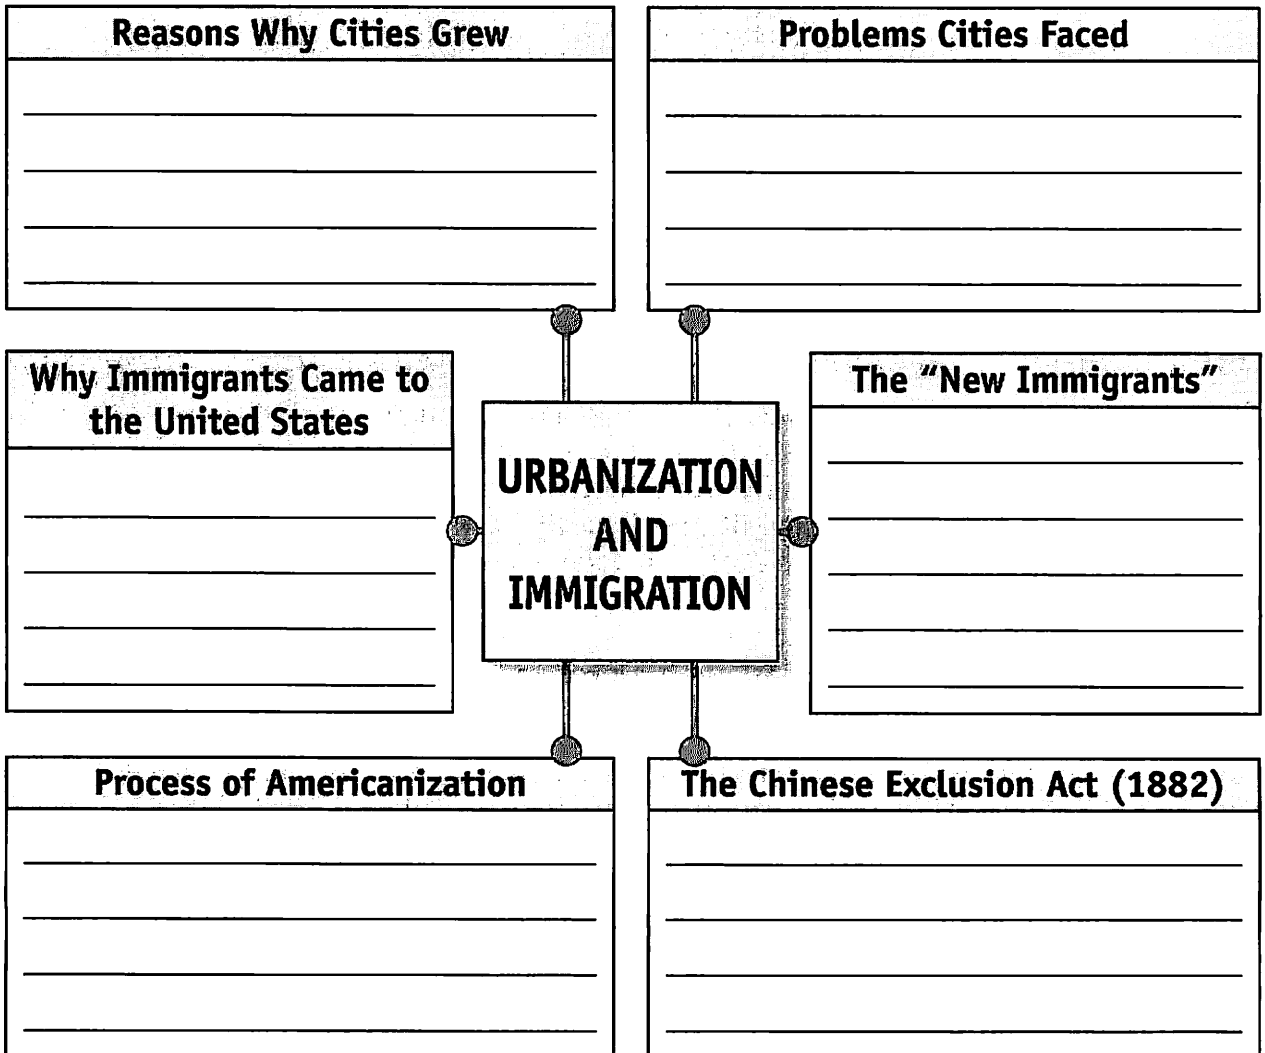 Reasons Why Cities Grew
Problems Cities Faced
Why Immigrants Came to
the United States
URBANIZATION
AND
IMMIGRATION
The "New Immigrants"
Process of Americanization
The Chinese Exclusion Act (1882)